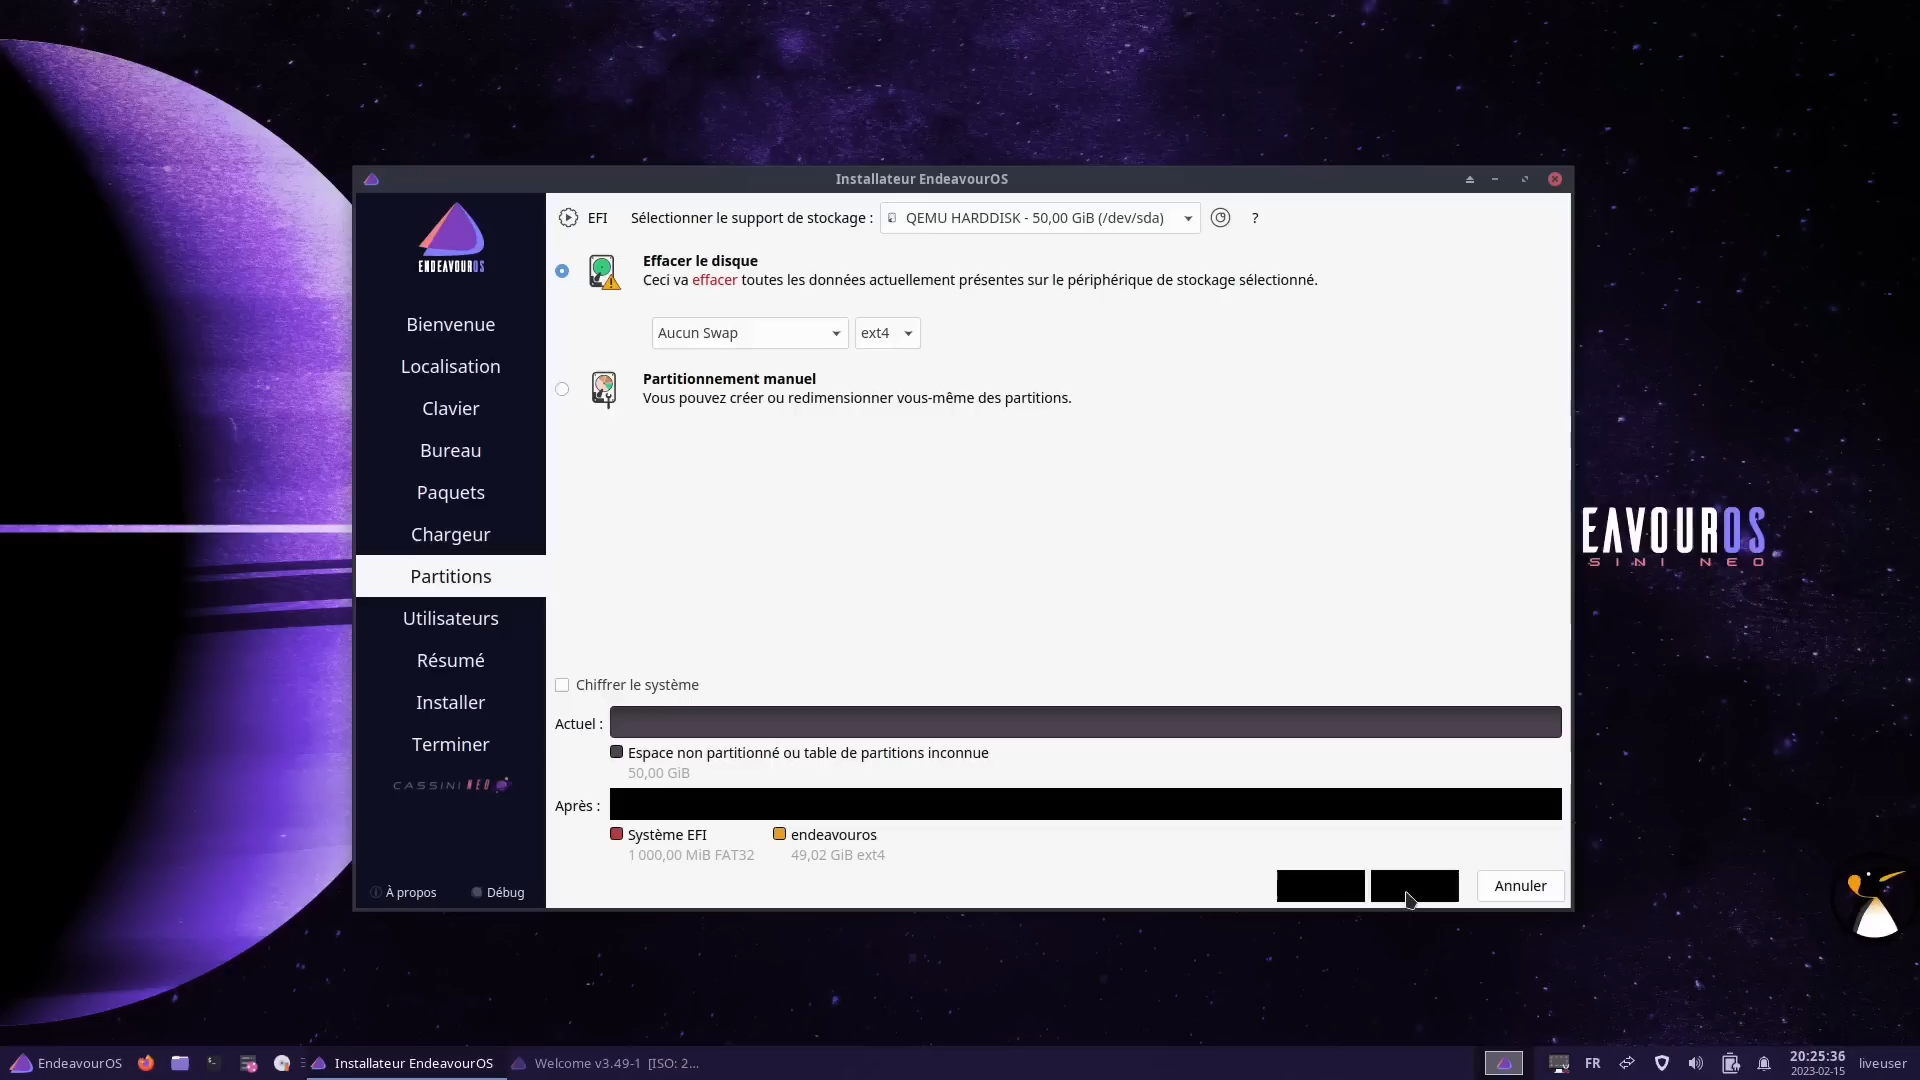 Installateur EndeavourOS
ENDEAVOUROS
EFI
Sélectionner le support de stockage :
QEMU HARDDISK - 50,00 GiB (/dev/sda)
?
Effacer le disque
Ceci va effacer toutes les données actuellement présentes sur le périphérique de stockage sélectionné.
Aucun Swap
ext4
Partitionnement manuel
Vous pouvez créer ou redimensionner vous-même des partitions.
Bienvenue
Localisation
Clavier
Bureau
Paquets
Chargeur
Partitions
Utilisateurs
Résumé
Installer
Terminer
CASSINI NEO
À propos
Débug
Chiffrer le système
Actuel :
Espace non partitionné ou table de partitions inconnue
50,00 GiB
Après :
Système EFI
1 000,00 MiB FAT32
endeavouros
49,02 GiB ext4
Annuler
EAVOUROS
SINI NEO
EndeavourOS
Installateur EndeavourOS
Welcome v3.49-1 [ISO: 2...
FR
20:25:36
2023-02-15
liveuser